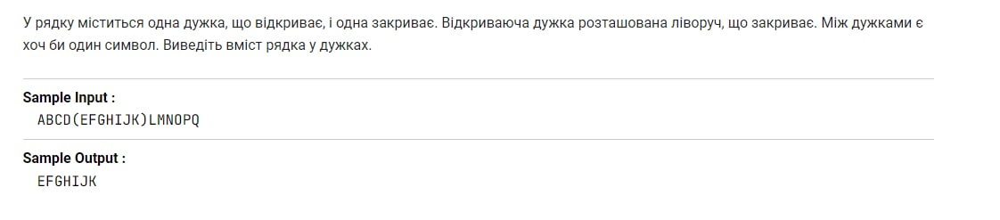 У рядку міститься одна дужка, що відкриває, і одна закриває. Відкриваюча дужка розташована ліворуч, що закриває. Між дужками є
хоч би один символ. Виведіть вміст рядка у дужках.
Sample Input :
ABCD(EFGHIJK)LMNOPQ
Sample Output :
EFGHIJK